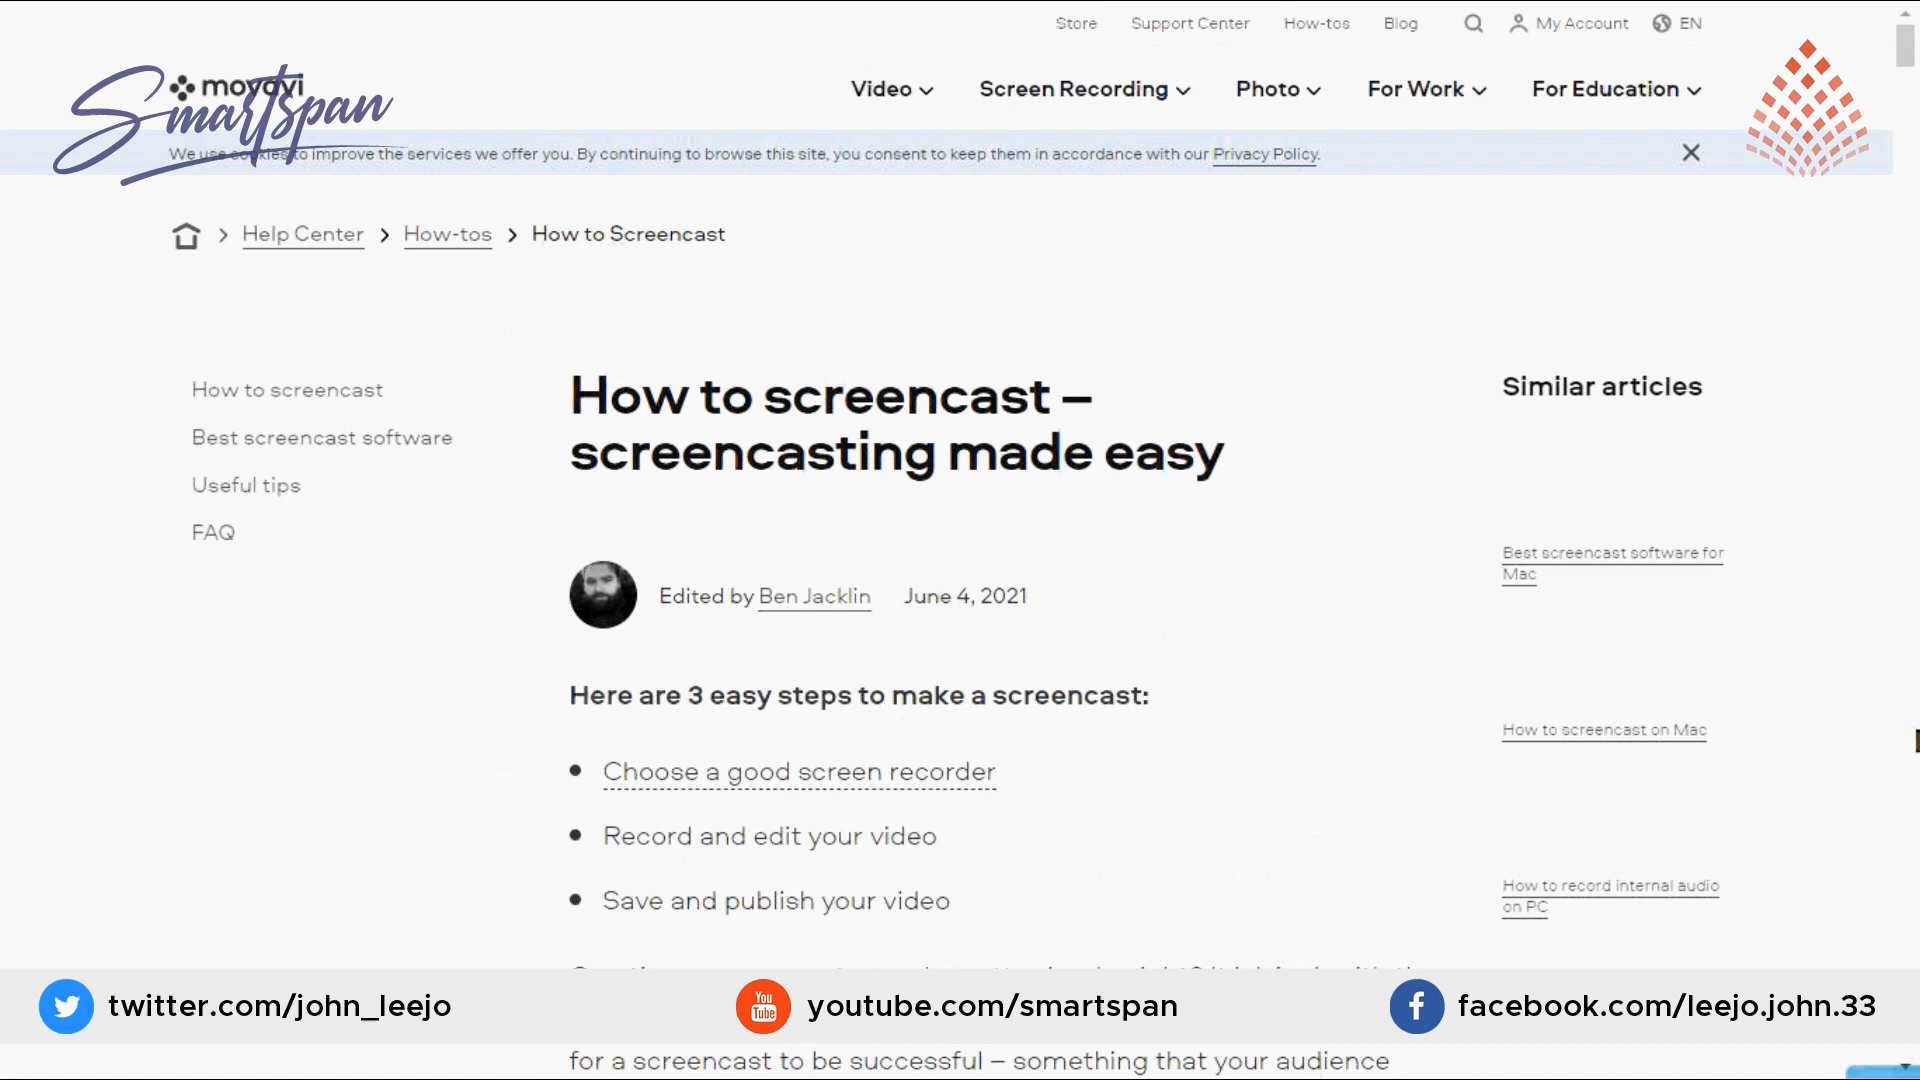 Store Support Center How-tos Blog My Account EN
movavi
Smartspan
Video Screen Recording Photo For Work For Education
We use cookies to improve the services we offer you. By continuing to browse this site, you consent to keep them in accordance with our Privacy Policy.
Help Center How-tos How to Screencast
How to screencast
Best screencast software
Useful tips
FAQ
How to screencast –
screencasting made easy
Edited by Ben Jacklin June 4, 2021
Here are 3 easy steps to make a screencast:
Choose a good screen recorder
Record and edit your video
Save and publish your video
Similar articles
Best screencast software for
Mac
How to screencast on Mac
How to record internal audio
on PC
twitter.com/john_leejo
You
Tube
youtube.com/smartspan
facebook.com/leejo.john.33
for a screencast to be successful – something that your audience